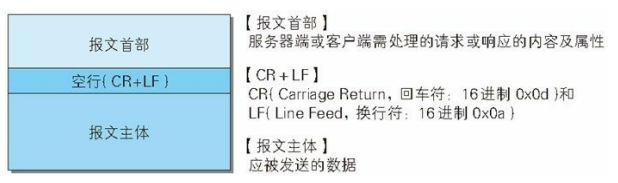 报文首部
空行(CR+LF)
报文主体
【报文首部】
服务器端或客户端需处理的请求或响应的内容及属性
【CR+LF】
CR(Carriage Return，回车符：16进制 0x0d)和
LF(Line Feed，换行符：16进制 0x0a)
【报文主体】
应被发送的数据